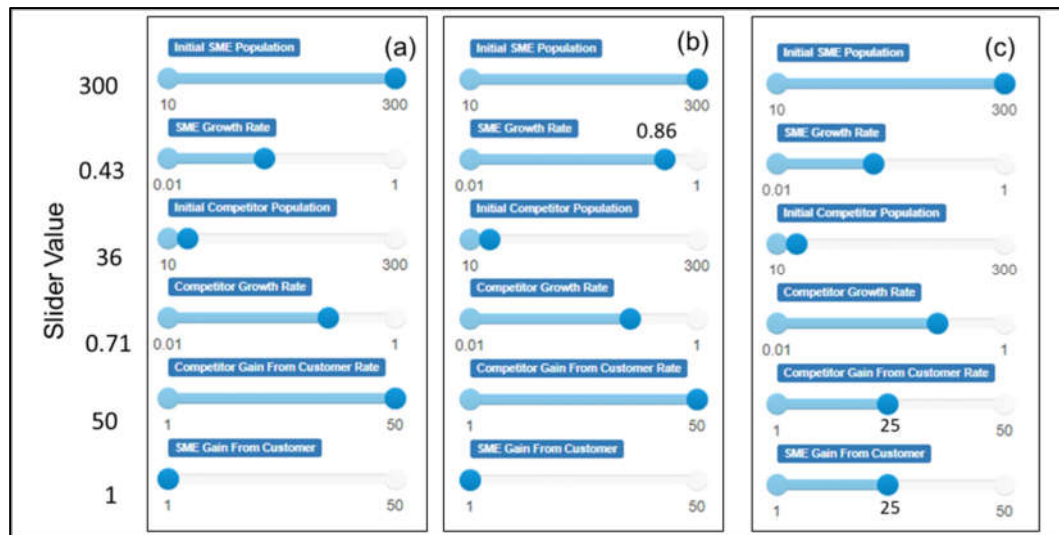 Slider Value
300
0.43
36
0.71
50
1
(a)
Initial SME Population
10 300
SME Growth Rate
0.01 1
Initial Competitor Population
10 300
Competitor Growth Rate
0.01 1
Competitor Gain From Customer Rate
1 50
SME Gain From Customer
1 50
(b)
Initial SME Population
10 300
SME Growth Rate 0.86
0.01 1
Initial Competitor Population
10 300
Competitor Growth Rate
0.01 1
Competitor Gain From Customer Rate
1 50
SME Gain From Customer
1 50
(c)
Initial SME Population
10 300
SME Growth Rate
0.01 1
Initial Competitor Population
10 300
Competitor Growth Rate
0.01 1
Competitor Gain From Customer Rate
1 25 50
SME Gain From Customer
1 25 50